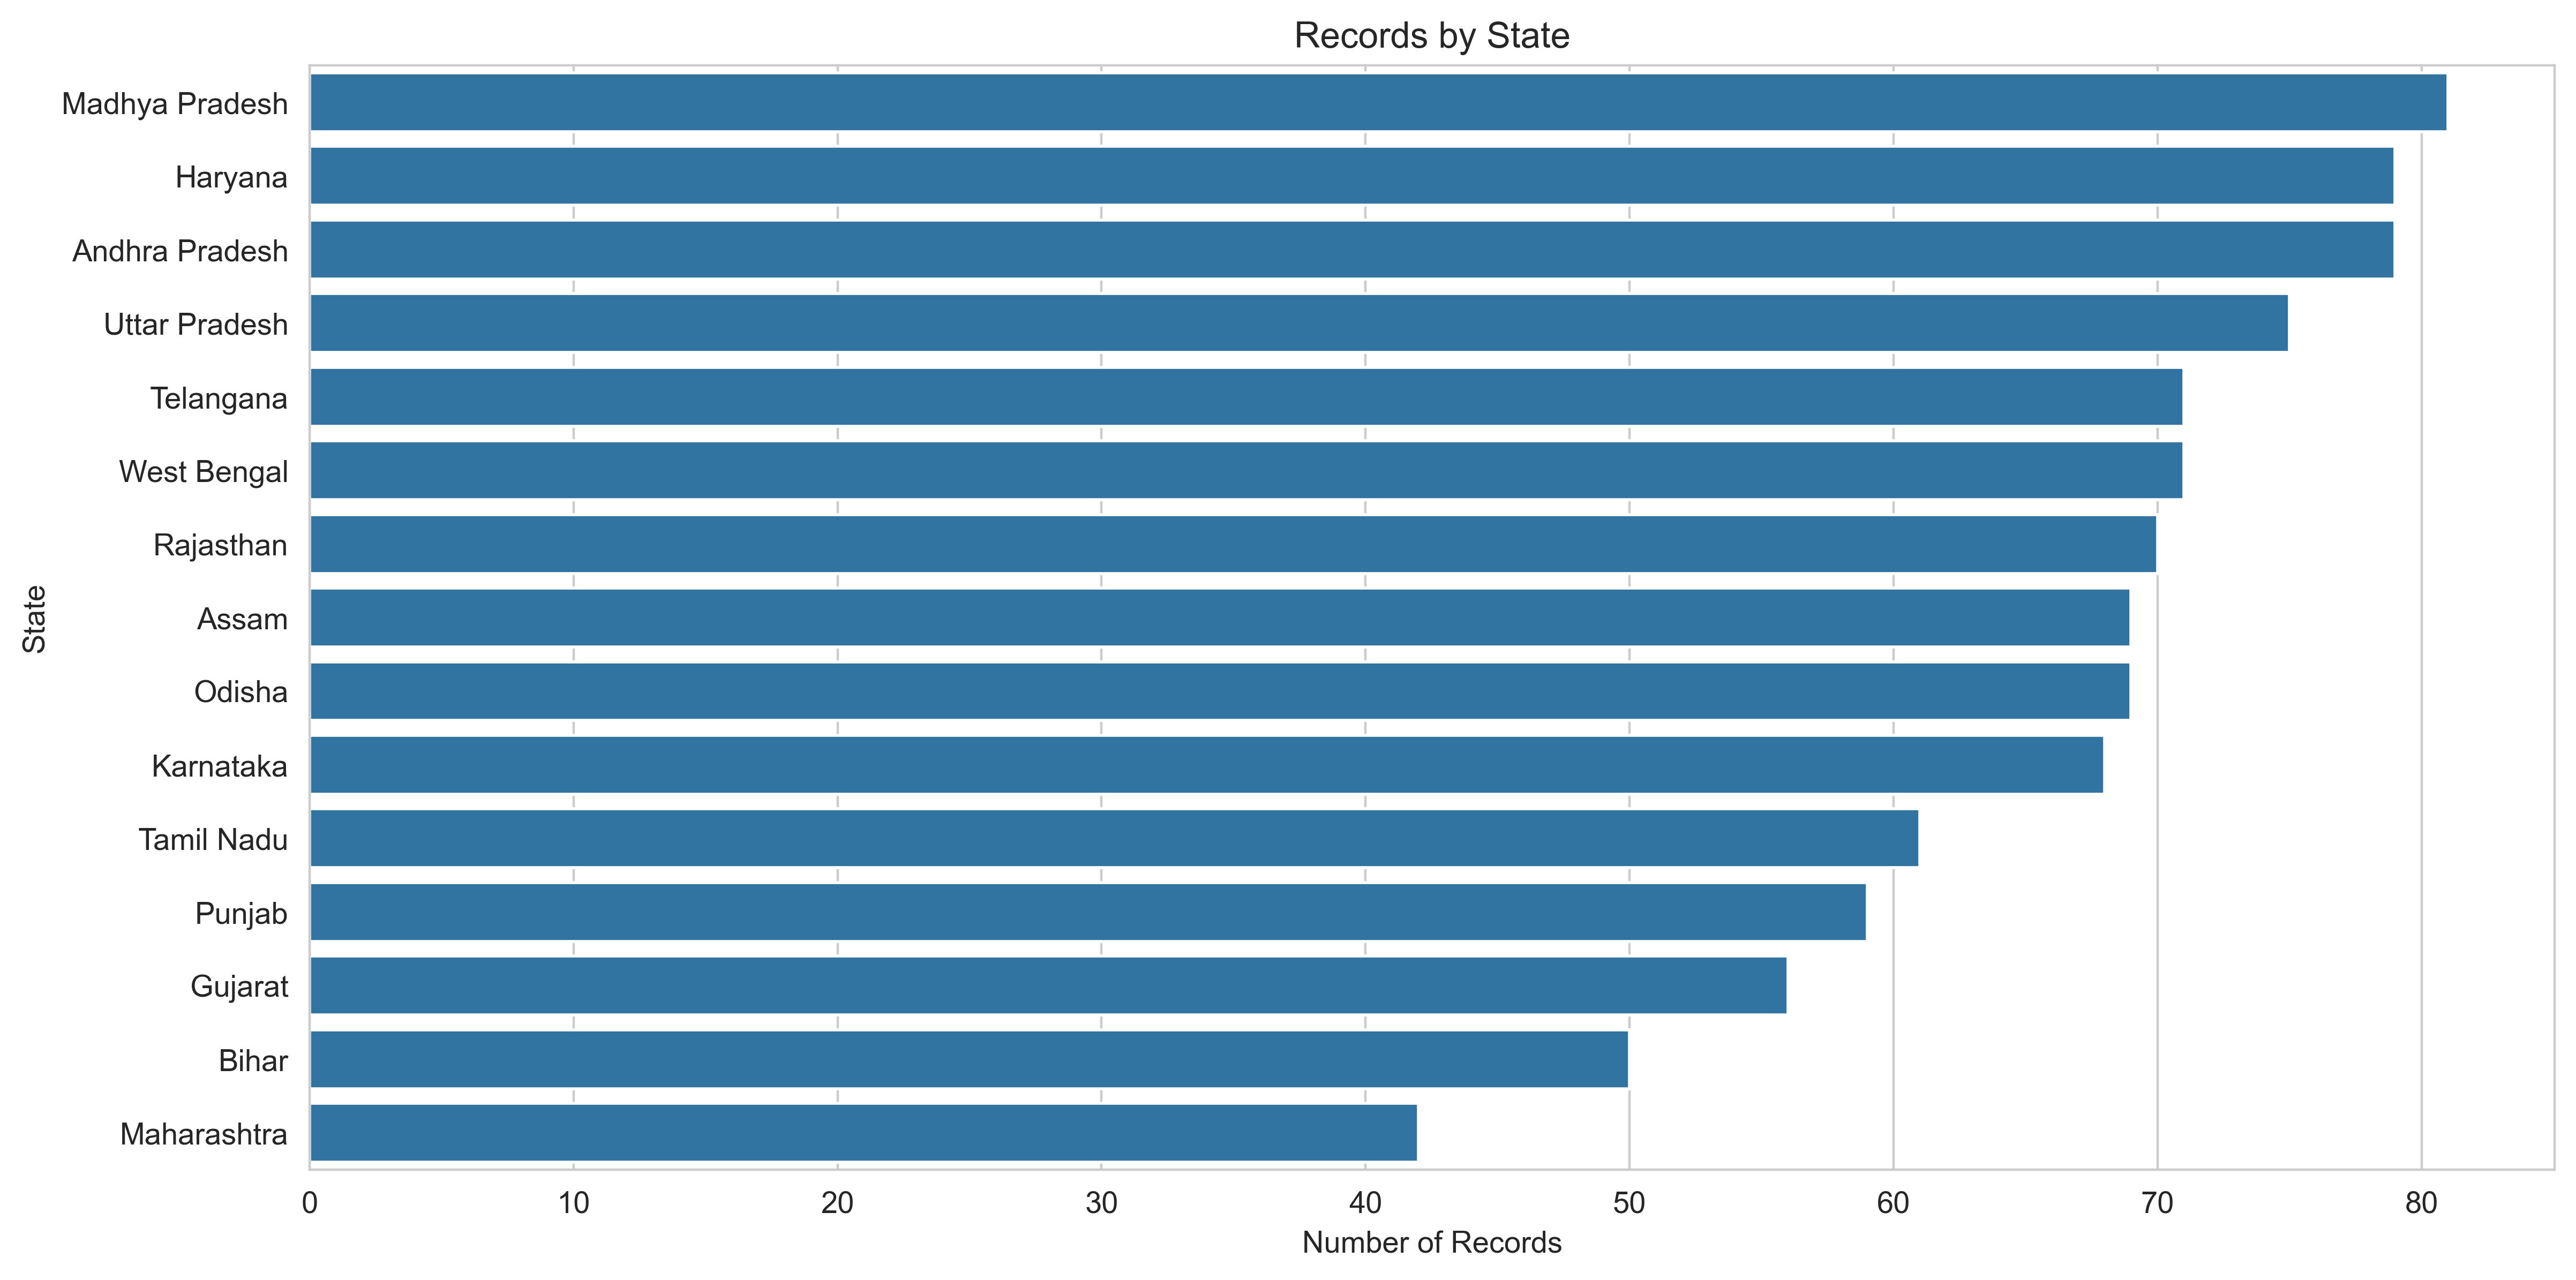 Records by State
Madhya Pradesh
Haryana
Andhra Pradesh
Uttar Pradesh
Telangana
West Bengal
Rajasthan
Assam
Odisha
Karnataka
Tamil Nadu
Punjab
Gujarat
Bihar
Maharashtra
State
0 10 20 30 40 50 60 70 80
Number of Records